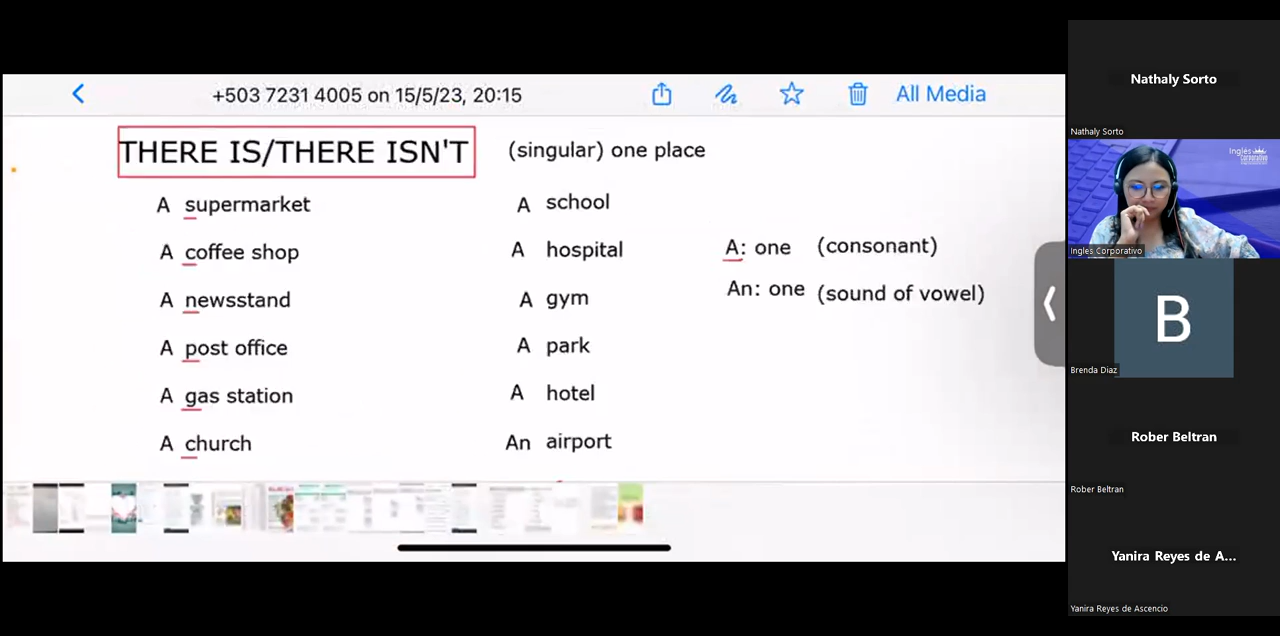 +503 7231 4005 on 15/5/23, 20:15
All Media
THERE IS/THERE ISN'T (singular) one place
A supermarket
A coffee shop
A newsstand
A post office
A gas station
A church
A school
A hospital
A gym
A park
A hotel
An airport
A: one (consonant)
An: one (sound of vowel)
Nathaly Sorto
Nathaly Sorto
Inglés
Corporativo
Ingles Corporativo
B
Brenda Diaz
Rober Beltran
Rober Beltran
Yanira Reyes de A...
Yanira Reyes de Ascencio